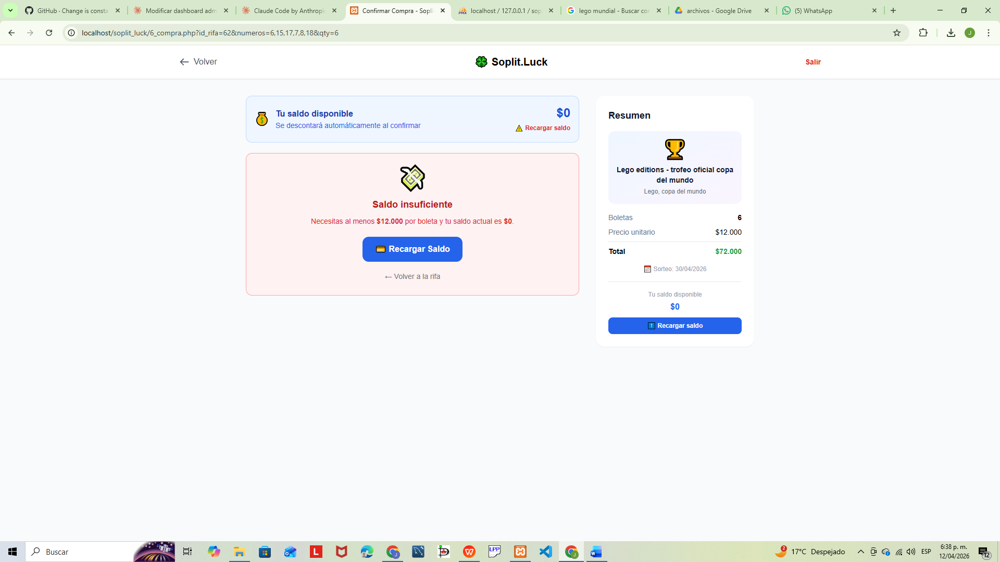 GitHub · Change is consta
Modificar dashboard adm
Claude Code by Anthropic
Confirmar Compra - Sopli
localhost / 127.0.0.1 / sop
lego mundial - Buscar con
archivos - Google Drive
(5) WhatsApp
localhost/soplit_luck/6_compra.php?id_rifa=62&numeros=6,15,17,7,8,18&qty=6
J
← Volver
Soplit.Luck
Salir
Tu saldo disponible
Se descontará automáticamente al confirmar
$0
Recargar saldo
Saldo insuficiente
Necesitas al menos $12.000 por boleta y tu saldo actual es $0.
Recargar Saldo
← Volver a la rifa
Resumen
Lego editions - trofeo oficial copa
del mundo
Lego, copa del mundo
Boletas 6
Precio unitario $12.000
Total $72.000
Sorteo: 30/04/2026
Tu saldo disponible
$0
Recargar saldo
Buscar
2
17°C Despejado
ESP
6:38 p. m.
12/04/2026
12